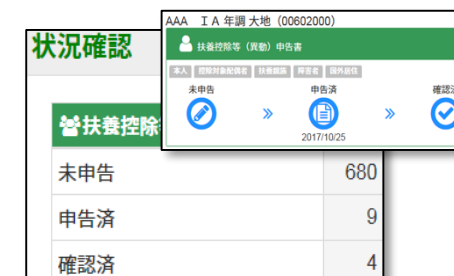 AAA ＩＡ年調 大地（00602000）
扶養控除等（異動）申告書
本人 控除対象配偶者 扶養親族 障害者 国外居住
未申告 申告済 確認済
» »
2017/10/25
状況確認
扶養控除
未申告 680
申告済 9
確認済 4